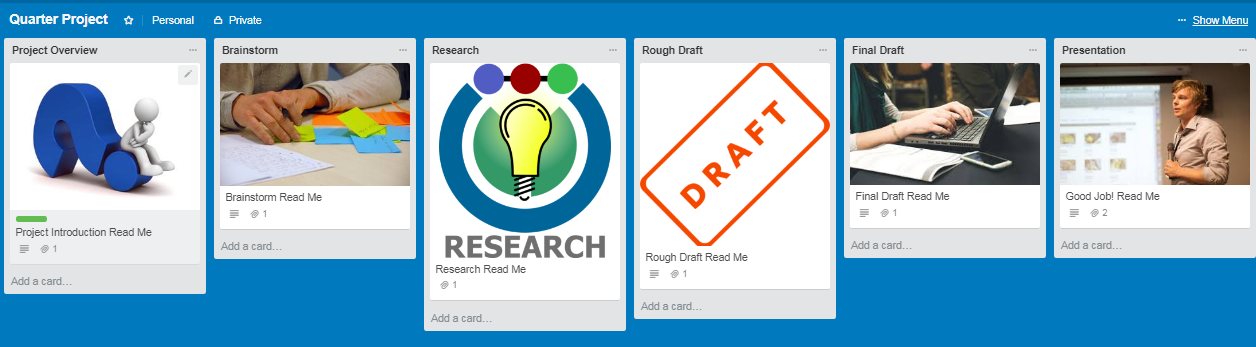 Quarter Project
Personal
Private
Show Menu
Project Overview
Project Introduction Read Me
1
Add a card…
Brainstorm
Brainstorm Read Me
1
Add a card…
Research
RESEARCH
Research Read Me
1
Add a card…
Rough Draft
DRAFT
Rough Draft Read Me
1
Add a card…
Final Draft
Final Draft Read Me
1
Add a card…
Presentation
Good Job! Read Me
2
Add a card…